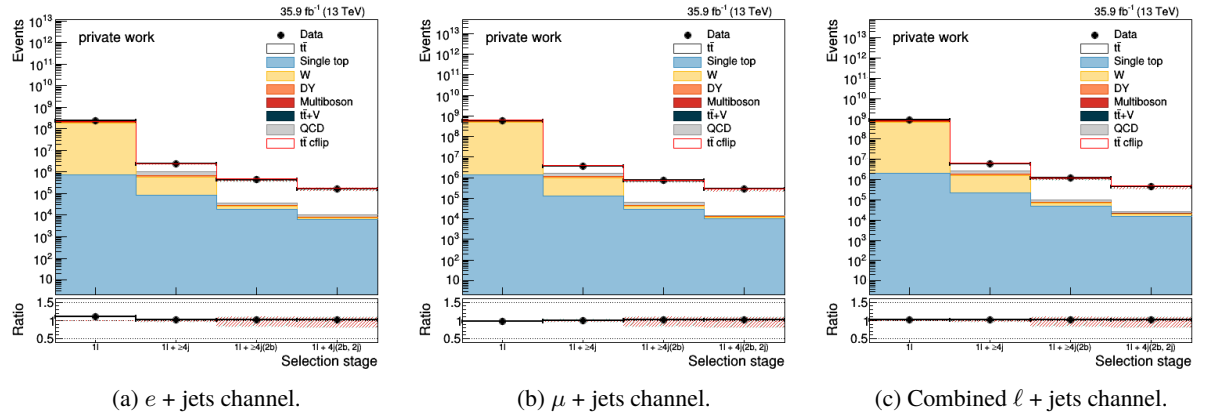 35.9 fb⁻¹ (13 TeV)
Events
10¹³
10¹²
10¹¹
10¹⁰
10⁹
10⁸
10⁷
10⁶
10⁵
10⁴
10³
10²
10
private work
Data
tt̄
Single top
W
DY
Multiboson
tt̄+V
QCD
tt̄ cflip
Ratio
1.5
1
0.5
1l
1l + ≥4j
1l + ≥4j(2b)
1l + 4j(2b, 2j)
Selection stage
(a) e + jets channel.
35.9 fb⁻¹ (13 TeV)
Events
10¹⁴
10¹³
10¹²
10¹¹
10¹⁰
10⁹
10⁸
10⁷
10⁶
10⁵
10⁴
10³
10²
10
private work
Data
tt̄
Single top
W
DY
Multiboson
tt̄+V
QCD
tt̄ cflip
Ratio
1.5
1
0.5
1l
1l + ≥4j
1l + ≥4j(2b)
1l + 4j(2b, 2j)
Selection stage
(b) μ + jets channel.
35.9 fb⁻¹ (13 TeV)
Events
10¹³
10¹²
10¹¹
10¹⁰
10⁹
10⁸
10⁷
10⁶
10⁵
10⁴
10³
10²
10
private work
Data
tt̄
Single top
W
DY
Multiboson
tt̄+V
QCD
tt̄ cflip
Ratio
1.5
1
0.5
1l
1l + ≥4j
1l + ≥4j(2b)
1l + 4j(2b, 2j)
Selection stage
(c) Combined ℓ + jets channel.